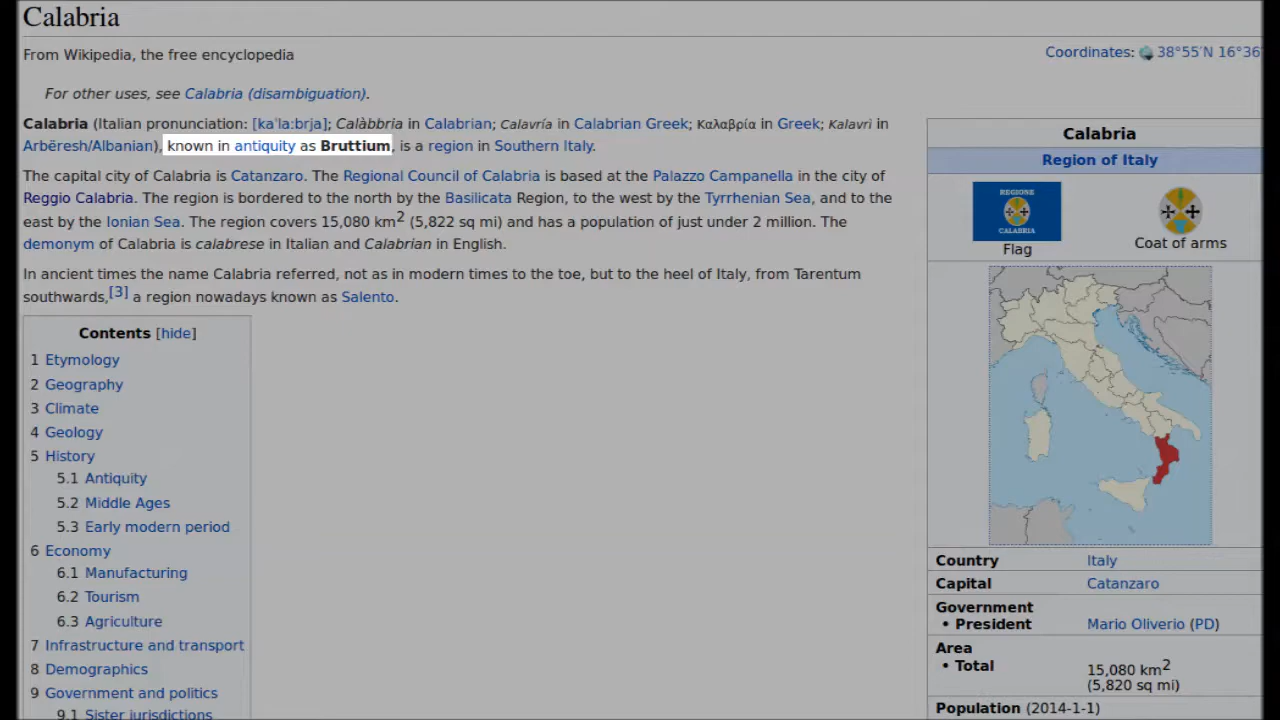 Calabria
From Wikipedia, the free encyclopedia
Coordinates: 38°55′N 16°36′
For other uses, see Calabria (disambiguation).
Calabria (Italian pronunciation: [kaˈlaːbrja]; Calàbbria in Calabrian; Calavría in Calabrian Greek; Καλαβρία in Greek; Kalavrì in
Arbëresh/Albanian), known in antiquity as Bruttium, is a region in Southern Italy.
The capital city of Calabria is Catanzaro. The Regional Council of Calabria is based at the Palazzo Campanella in the city of
Reggio Calabria. The region is bordered to the north by the Basilicata Region, to the west by the Tyrrhenian Sea, and to the
east by the Ionian Sea. The region covers 15,080 km2 (5,822 sq mi) and has a population of just under 2 million. The
demonym of Calabria is calabrese in Italian and Calabrian in English.
In ancient times the name Calabria referred, not as in modern times to the toe, but to the heel of Italy, from Tarentum
southwards,[3] a region nowadays known as Salento.
Contents [hide]
1 Etymology
2 Geography
3 Climate
4 Geology
5 History
5.1 Antiquity
5.2 Middle Ages
5.3 Early modern period
6 Economy
6.1 Manufacturing
6.2 Tourism
6.3 Agriculture
7 Infrastructure and transport
8 Demographics
9 Government and politics
9.1 Sister jurisdictions
Calabria
Region of Italy
REGIONE
CALABRIA
Flag
Coat of arms
Country Italy
Capital Catanzaro
Government
• President Mario Oliverio (PD)
Area
• Total 15,080 km2
(5,820 sq mi)
Population (2014-1-1)